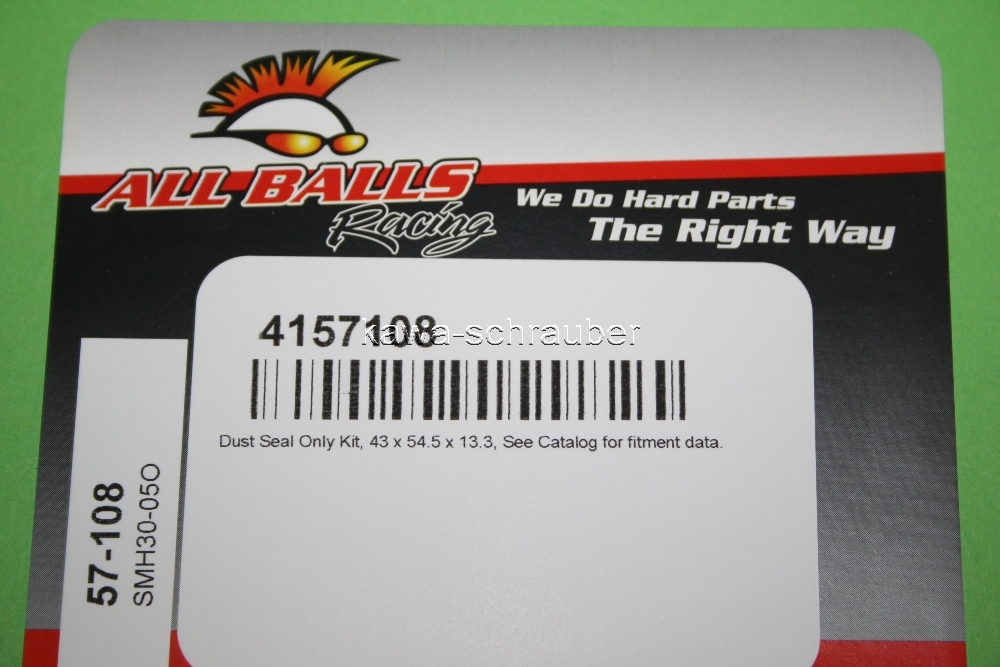 ALL BALLS
Racing
We Do Hard Parts
The Right Way
4157108
kawa-schrauber
Dust Seal Only Kit, 43 x 54.5 x 13.3, See Catalog for fitment data.
57-108
SMH30-05O